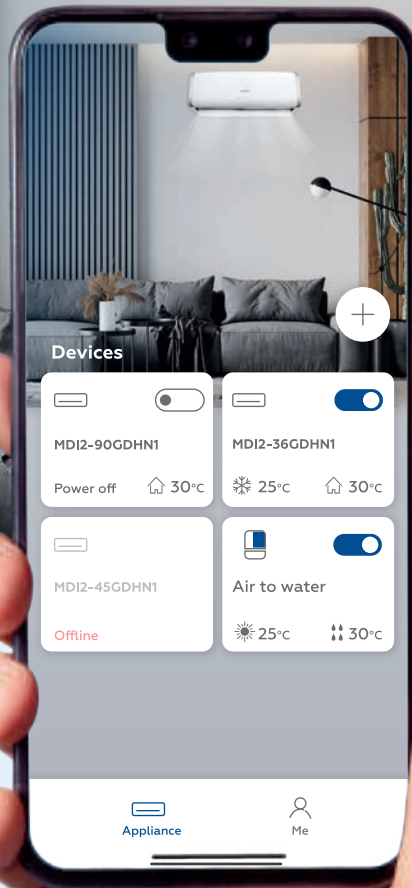 Devices
MDI2-90GDHN1
Power off 30°C
MDI2-36GDHN1
25°C 30°C
MDI2-45GDHN1
Offline
Air to water
25°C 30°C
Appliance
Me